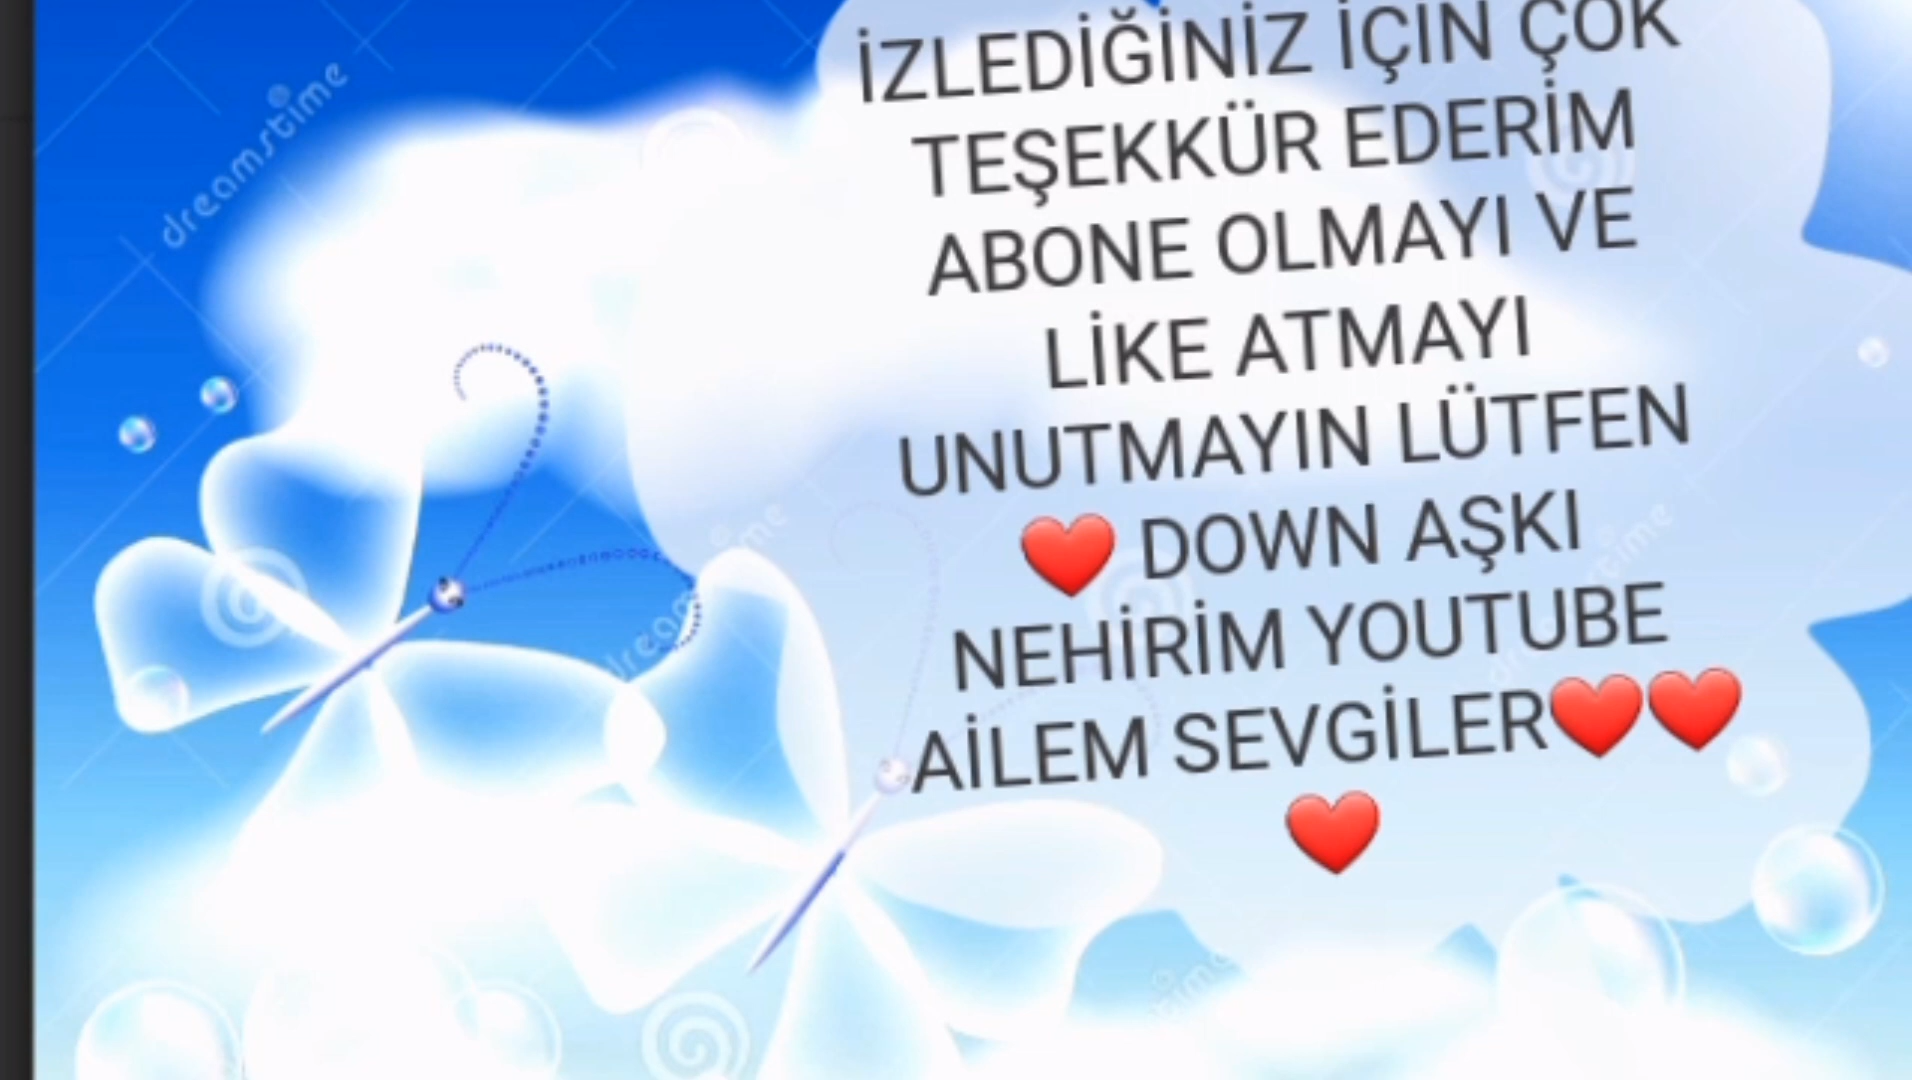 İZLEDİĞİNİZ İÇİN ÇOK
TEŞEKKÜR EDERİM
ABONE OLMAYI VE
LİKE ATMAYI
UNUTMAYIN LÜTFEN
❤️ DOWN AŞKI
NEHİRİM YOUTUBE
AİLEM SEVGİLER❤️❤️
❤️
dreamstime